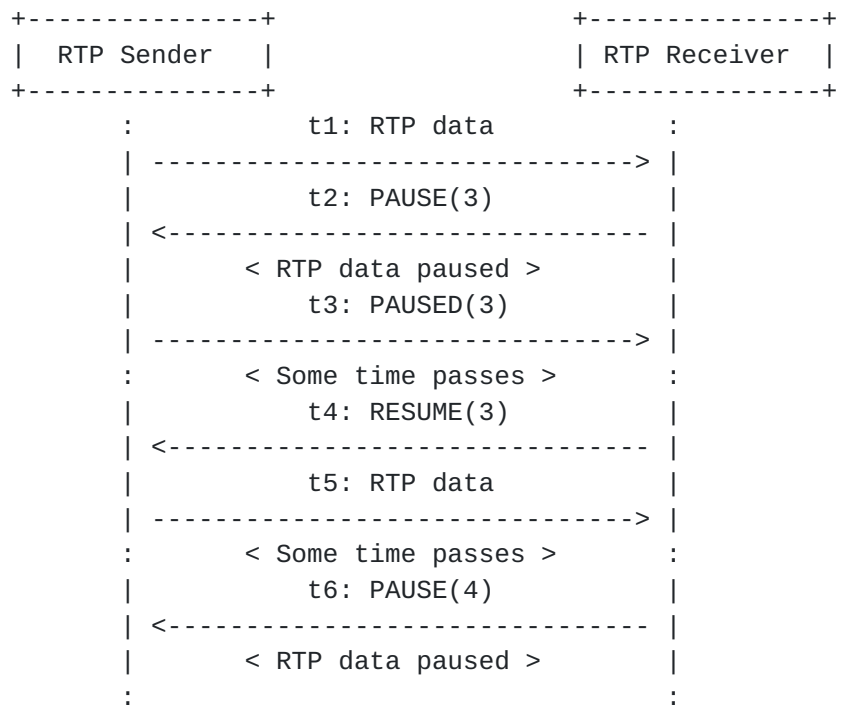 +---------------+                   +---------------+
|  RTP Sender   |                   | RTP Receiver  |
+---------------+                   +---------------+
       :           t1: RTP data           :
       | -------------------------------> |
       |           t2: PAUSE(3)           |
       | <------------------------------- |
       |       < RTP data paused >        |
       |           t3: PAUSED(3)          |
       | -------------------------------> |
       :       < Some time passes >       :
       |           t4: RESUME(3)          |
       | <------------------------------- |
       |           t5: RTP data           |
       | -------------------------------> |
       :       < Some time passes >       :
       |           t6: PAUSE(4)           |
       | <------------------------------- |
       |       < RTP data paused >        |
       :                                  :